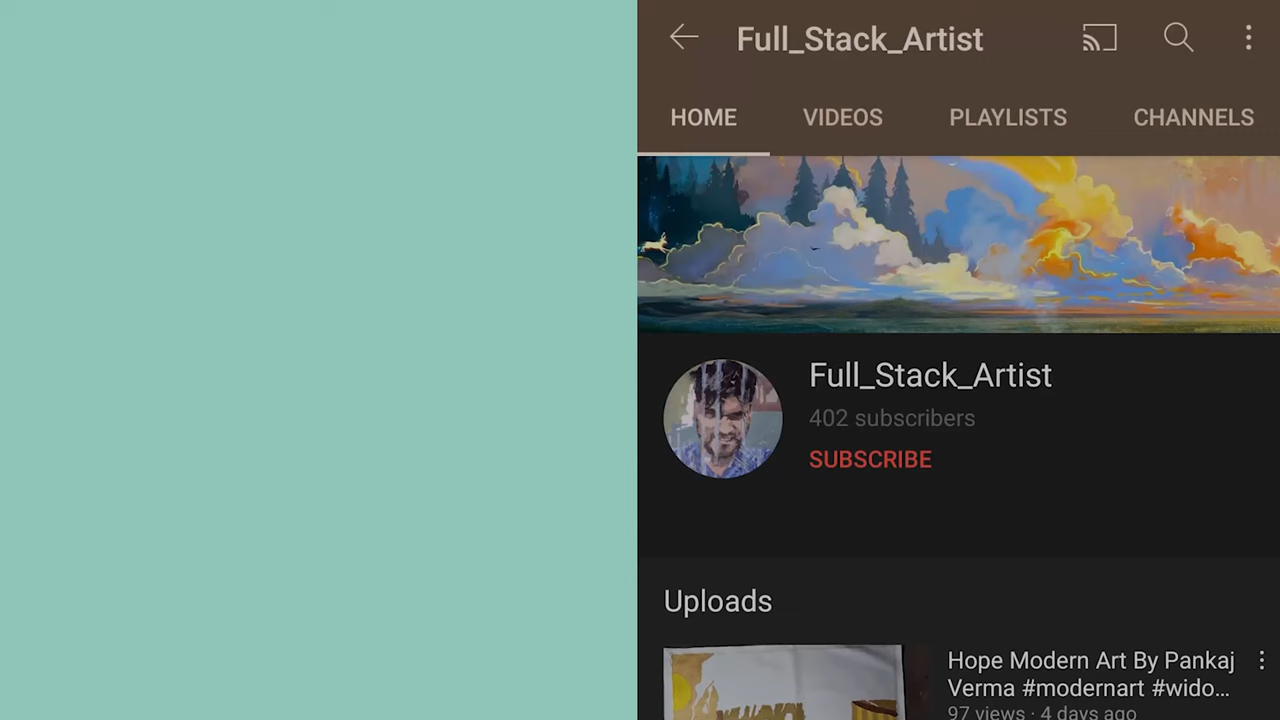 Full_Stack_Artist
HOME VIDEOS PLAYLISTS CHANNELS
Full_Stack_Artist
402 subscribers
SUBSCRIBE
Uploads
Hope Modern Art By Pankaj
Verma #modernart #wido...
97 views · 4 days ago